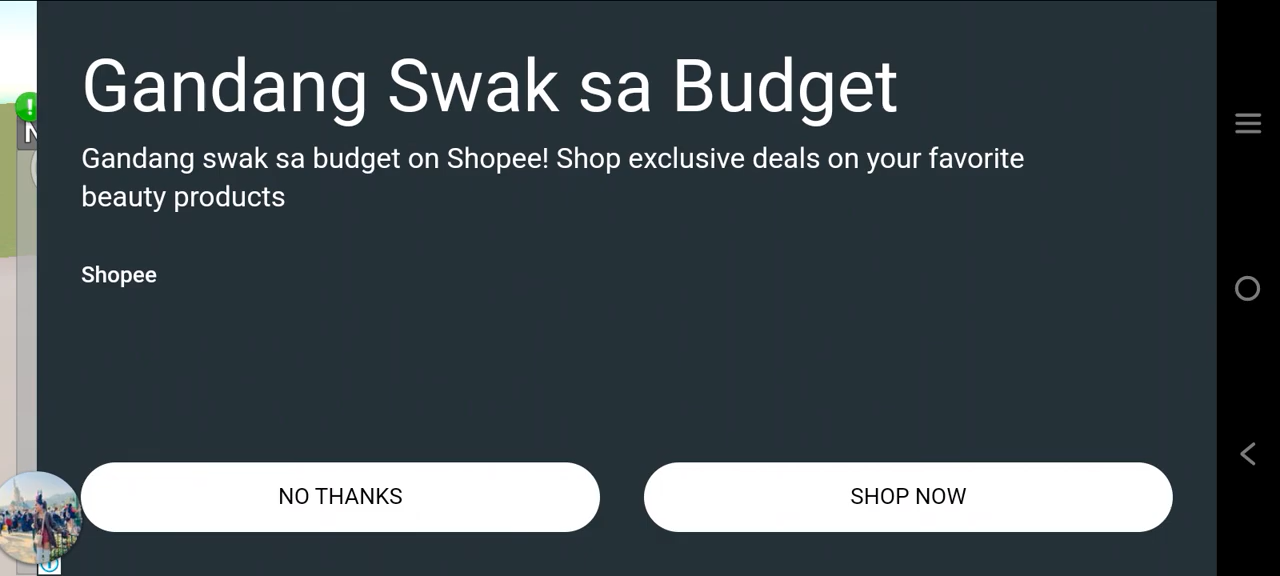 Gandang Swak sa Budget
Gandang swak sa budget on Shopee! Shop exclusive deals on your favorite
beauty products
Shopee
NO THANKS
SHOP NOW